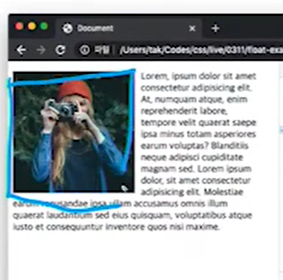 Document
파일 /Users/tak/Codes/css/live/0311/float-exa
Lorem, ipsum dolor sit amet
consectetur adipisicing elit.
At, numquam atque, enim
reprehenderit labore,
tempore velit quaerat saepe
ipsa minus totam asperiores
earum voluptas? Blanditiis
neque adipisci cupiditate
magnam sed. Lorem ipsum
dolor sit amet consectetur,
adipisicing elit. Molestiae
earum recusandae ipsa ullam accusamus omnis illum
quaerat laudantium sed eius quisquam, voluptatibus atque
iusto et consequuntur inventore quos nisi maxime.